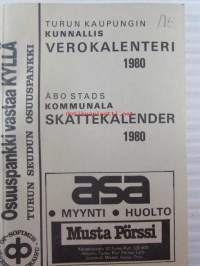 TURUN KAUPUNGIN
KUNNALLIS
VEROKALENTERI
1980
ÅBO STADS
KOMMUNALA
SKATTEKALENDER
1980
Osuuspankki vastaa KYLLÄ
TURUN SEUDUN OSUUSPANKKI
asa
• MYYNTI • HUOLTO
Musta Pörssi